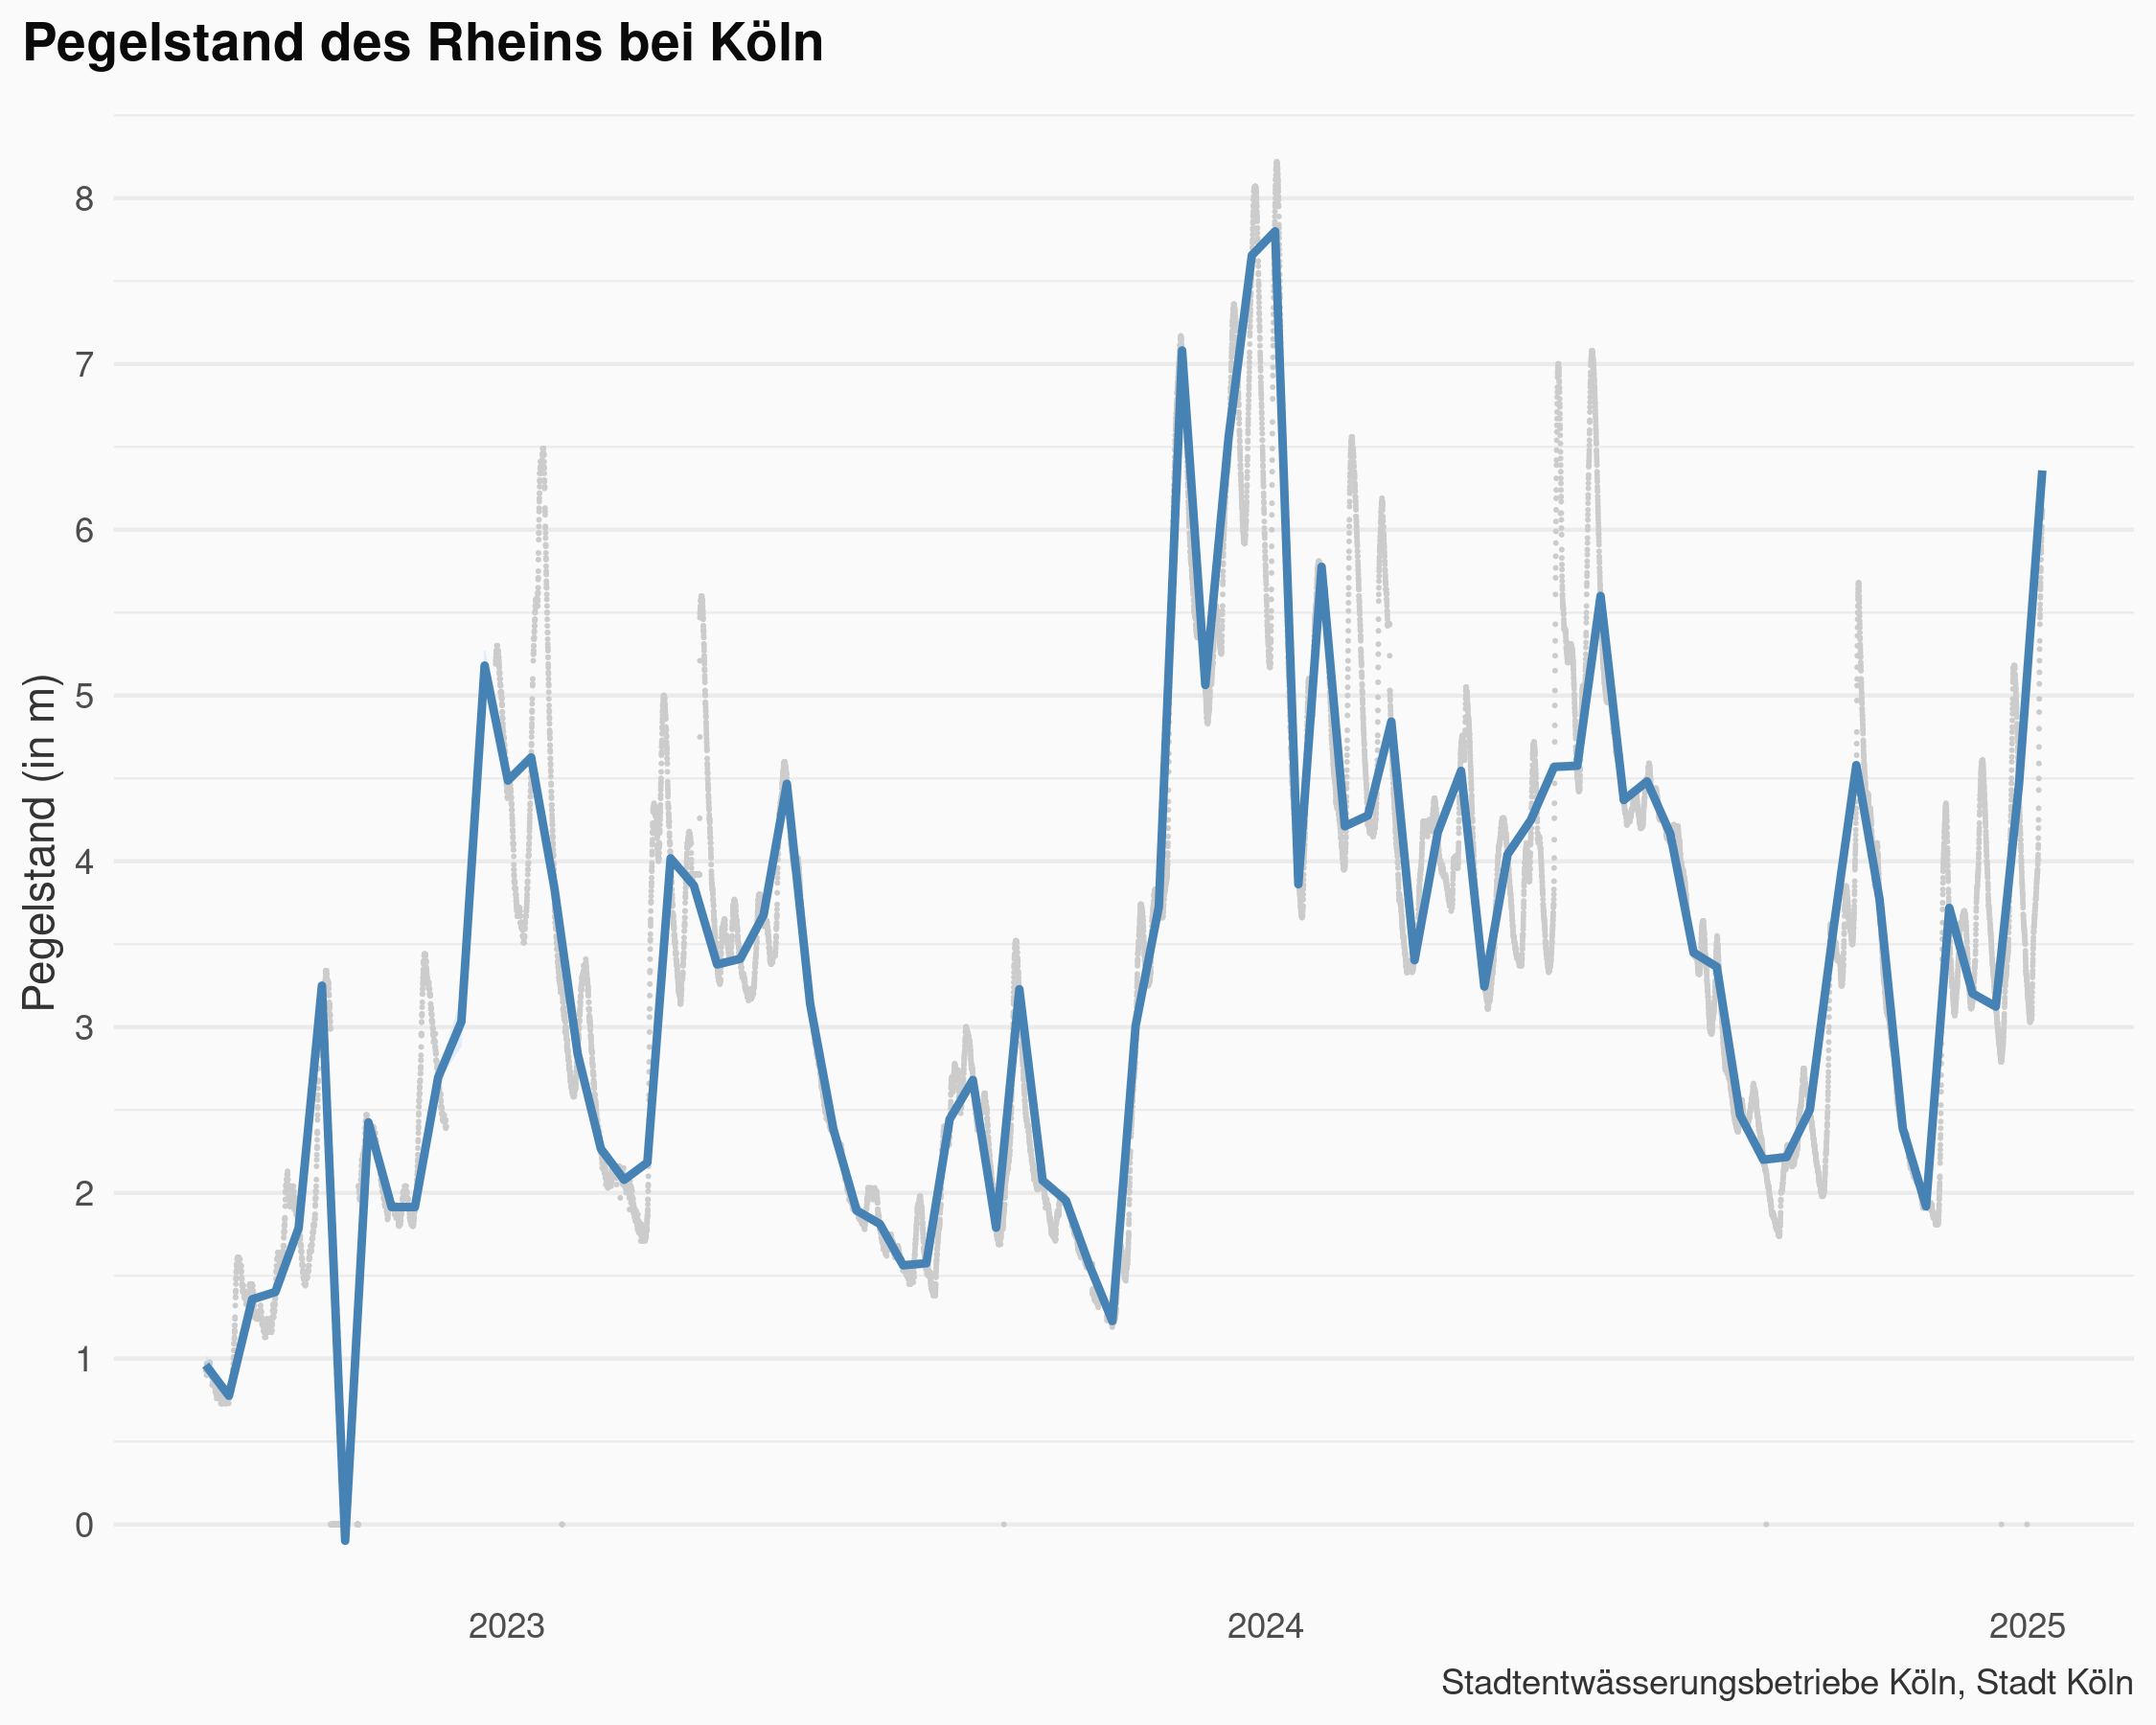 Pegelstand des Rheins bei Köln
Pegelstand (in m)
8
7
6
5
4
3
2
1
0
2023 2024 2025
Stadtentwässerungsbetriebe Köln, Stadt Köln